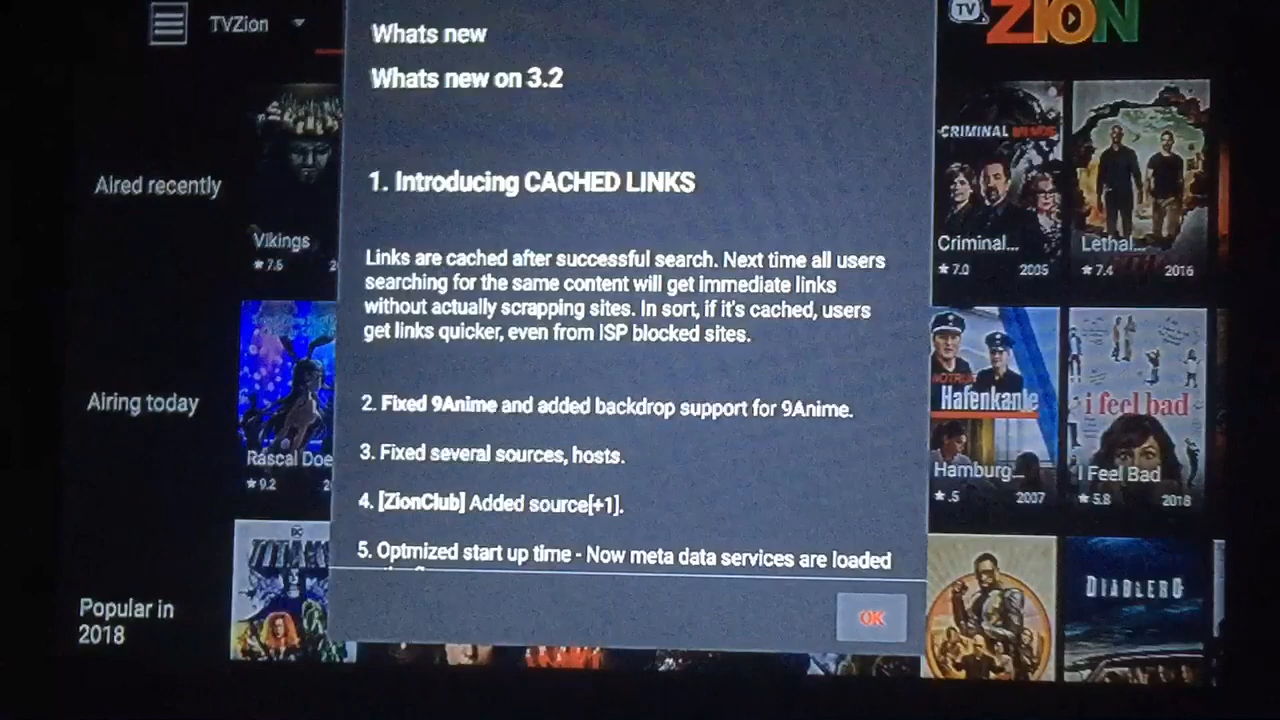 TVZion
TV
ZION
Whats new
Whats new on 3.2
1. Introducing CACHED LINKS
Links are cached after successful search. Next time all users
searching for the same content will get immediate links
without actually scrapping sites. In sort, if it's cached, users
get links quicker, even from ISP blocked sites.
2. Fixed 9Anime and added backdrop support for 9Anime.
3. Fixed several sources, hosts.
4. [ZionClub] Added source[+1].
5. Optmized start up time - Now meta data services are loaded
OK
Aired recently
Vikings
★ 7.5
CRIMINAL MINDS
Criminal...
★ 7.0 2005
Lethal...
★ 7.4 2016
Airing today
Rascal Doe
★ 9.2
NOTRUF
Hafenkante
Hamburg...
★ .5 2007
i feel bad
I Feel Bad
★ 5.8 2018
Popular in
2018
DC
TITANS
DIABLERO